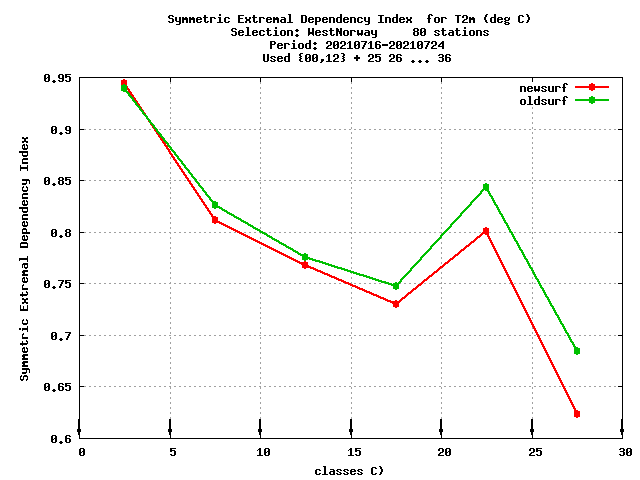 Symmetric Extremal Dependency Index  for T2m (deg C)
Selection: WestNorway     80 stations
Period: 20210716-20210724
Used {00,12} + 25 26 ... 36
newsurf
oldsurf
Symmetric Extremal Dependency Index
0.95
0.9
0.85
0.8
0.75
0.7
0.65
0.6
0 5 10 15 20 25 30
classes C)